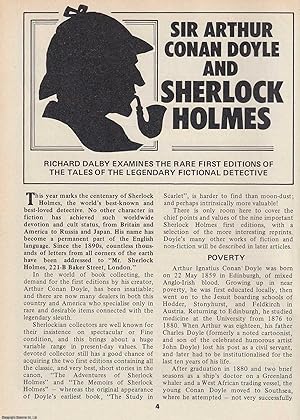 SIR ARTHUR
CONAN DOYLE
AND
SHERLOCK
HOLMES
RICHARD DALBY EXAMINES THE RARE FIRST EDITIONS OF
THE TALES OF THE LEGENDARY FICTIONAL DETECTIVE
This year marks the centenary of Sherlock
Holmes, the world's best-known and
best-loved detective. No other character in
fiction has achieved such worldwide
devotion and cult status, from Britain and
America to Russia and Japan. His name has
become a permanent part of the English
language. Since the 1890s, countless thous-
ands of letters from all corners of the earth
have been addressed to "Mr. Sherlock
Holmes, 221-B Baker Street, London."
In the world of book collecting, the
demand for the first editions by his creator,
Arthur Conan Doyle, has been insatiable;
and there are now many dealers in both this
country and America who specialise only in
rare and desirable items connected with the
legendary sleuth.
Sherlockian collectors are well known for
their insistence on spectacular or Fine
condition, and this brings about a huge
variable range in present-day values. The
devoted collector still has a good chance of
acquiring the two first editions containing all
the classic, and very best, short stories in the
canon, "The Adventures of Sherlock
Holmes" and "The Memoirs of Sherlock
Holmes" — whereas the original appearance
of Doyle's earliest book, "The Study in
Scarlet", is harder to find than moon-dust;
and perhaps intrinsically more valuable!
There is only room here to cover the
chief points and values of the nine important
Sherlock Holmes first editions, with a
selection of the more interesting reprints.
Doyle's many other works of fiction and
non-fiction will be described in later articles.
POVERTY
Arthur Ignatius Conan Doyle was born
on 22 May 1859 in Edinburgh, of mixed
Anglo-Irish blood. Growing up in near
poverty, he was first educated locally, then
went on to the Jesuit boarding schools of
Hodder, Stonyhurst, and Feldkirch in
Austria. Returning to Edinburgh, he studied
medicine at the University from 1876 to
1880. When Arthur was eighteen, his father
Charles Doyle (formerly a noted cartoonist,
and son of the celebrated humorous artist
John Doyle) lost his post as a civil servant,
and later had to be institutionalised for the
last ten years of his life.
After graduation in 1880 and two brief
seasons as a ship's doctor on a Greenland
whaler and a West African trading vessel, the
young Conan Doyle moved to Southsea,
where he attempted — not very successfully
4